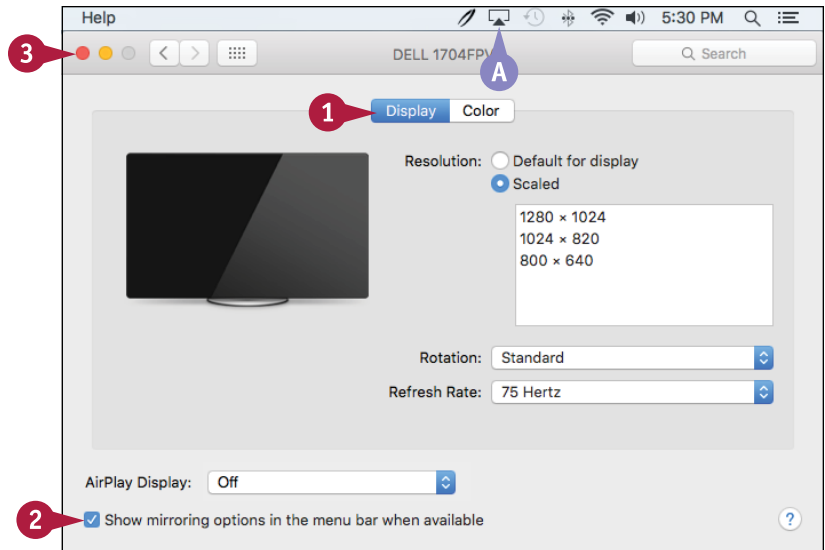 Help 5:30 PM
3 DELL 1704FP Search
A
1 Display Color
Resolution: Default for display
Scaled
1280 × 1024
1024 × 820
800 × 640
Rotation: Standard
Refresh Rate: 75 Hertz
AirPlay Display: Off
2 Show mirroring options in the menu bar when available ?